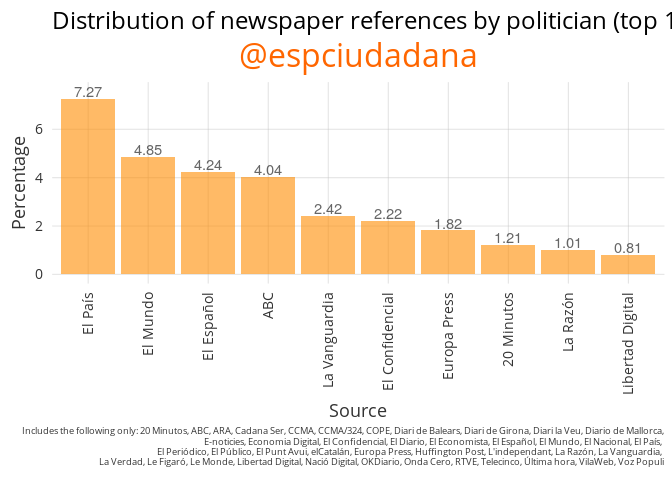 Distribution of newspaper references by politician (top 1
@espciudadana
Percentage
6
4
2
0
7.27
4.85
4.24
4.04
2.42
2.22
1.82
1.21
1.01
0.81
El País
El Mundo
El Español
ABC
La Vanguardia
El Confidencial
Europa Press
20 Minutos
La Razón
Libertad Digital
Source
Includes the following only: 20 Minutos, ABC, ARA, Cadana Ser, CCMA, CCMA/324, COPE, Diari de Balears, Diari de Girona, Diari la Veu, Diario de Mallorca,
E-noticies, Economia Digital, El Confidencial, El Diario, El Economista, El Español, El Mundo, El Nacional, El País,
El Periódico, El Público, El Punt Avui, elCatalán, Europa Press, Huffington Post, L'independant, La Razón, La Vanguardia,
La Verdad, Le Figaró, Le Monde, Libertad Digital, Nació Digital, OKDiario, Onda Cero, RTVE, Telecinco, Última hora, VilaWeb, Voz Populi